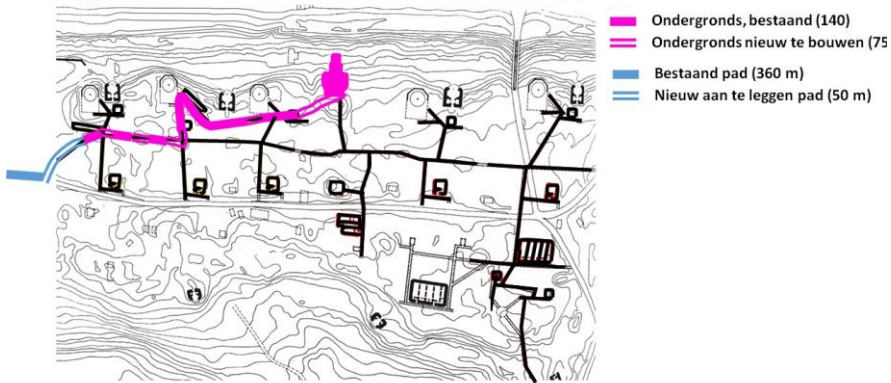 Ondergronds, bestaand (140)
Ondergronds nieuw te bouwen (75
Bestaand pad (360 m)
Nieuw aan te leggen pad (50 m)